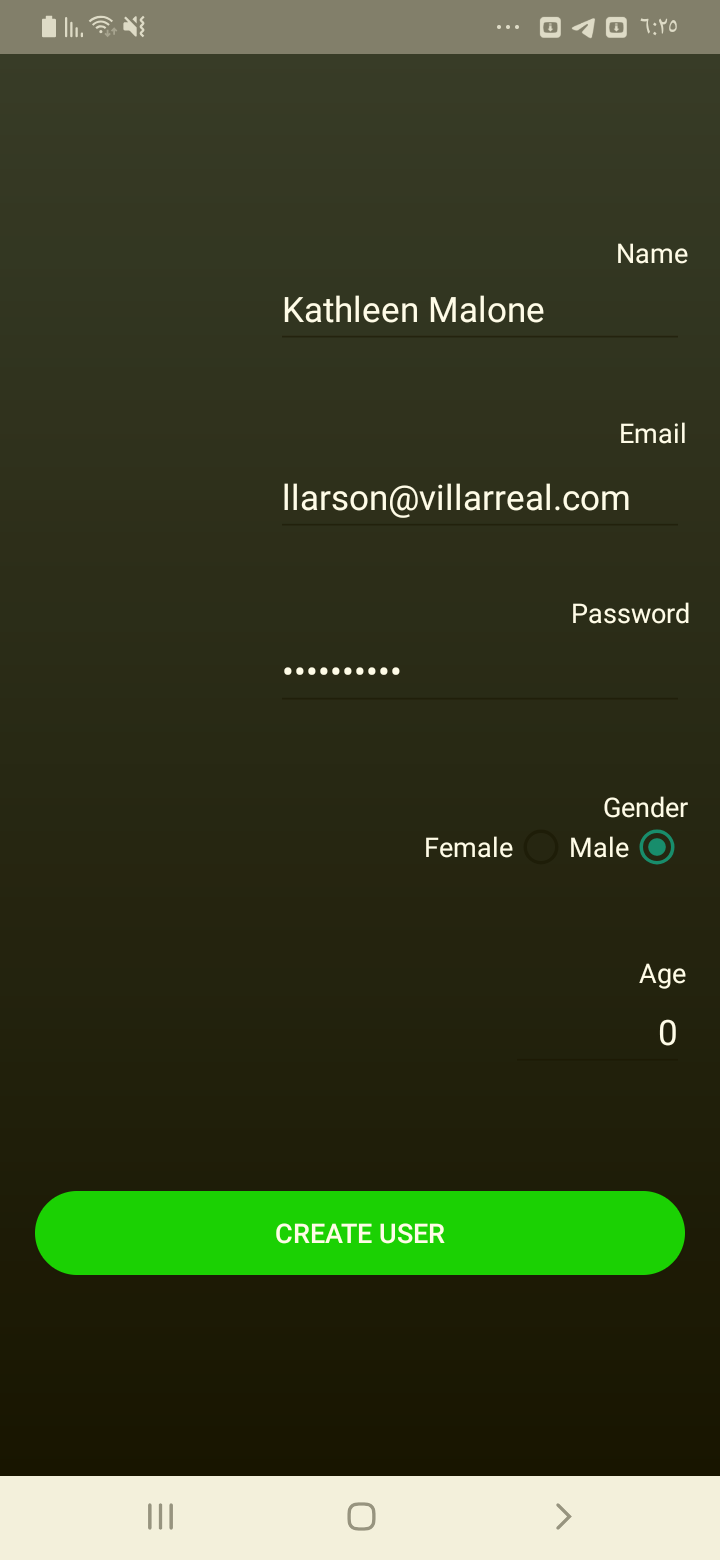 ٦:٢٥
Name
Kathleen Malone
Email
llarson@villarreal.com
Password
••••••••••
Gender
Female Male
Age
0
CREATE USER